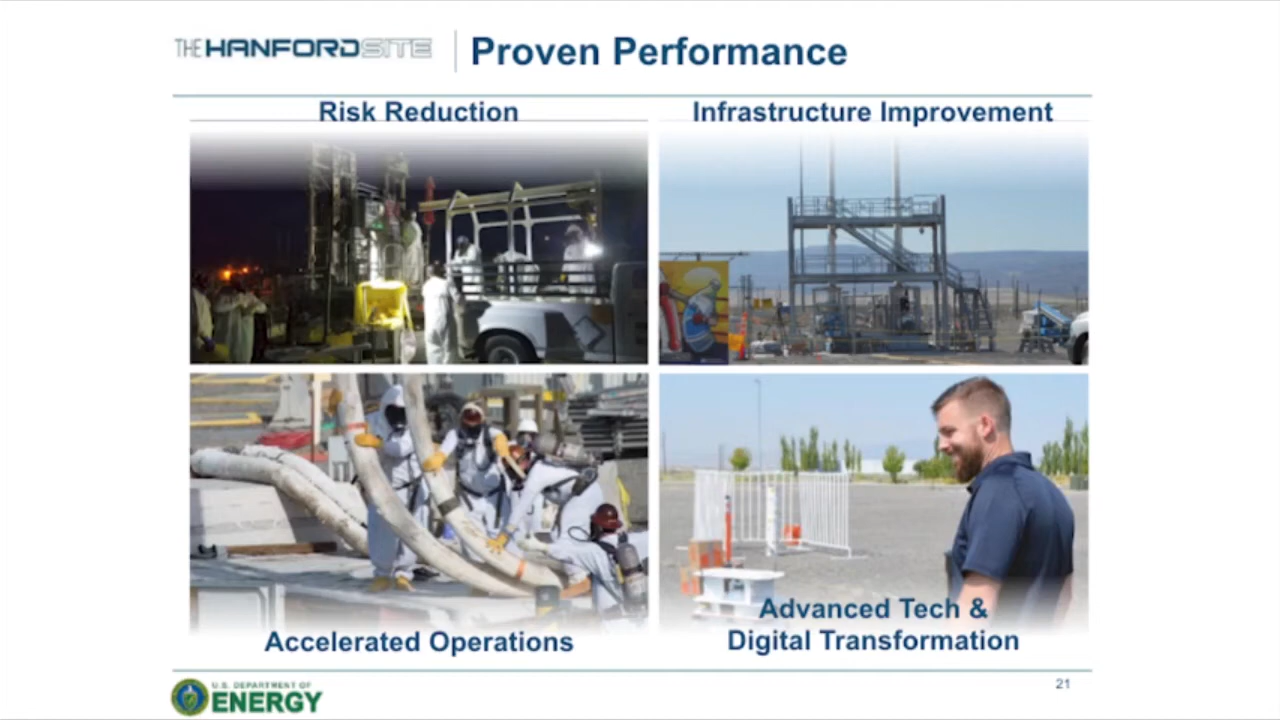 THE HANFORD SITE
Proven Performance
Risk Reduction
Infrastructure Improvement
Accelerated Operations
Advanced Tech &
Digital Transformation
U.S. DEPARTMENT OF
ENERGY
21